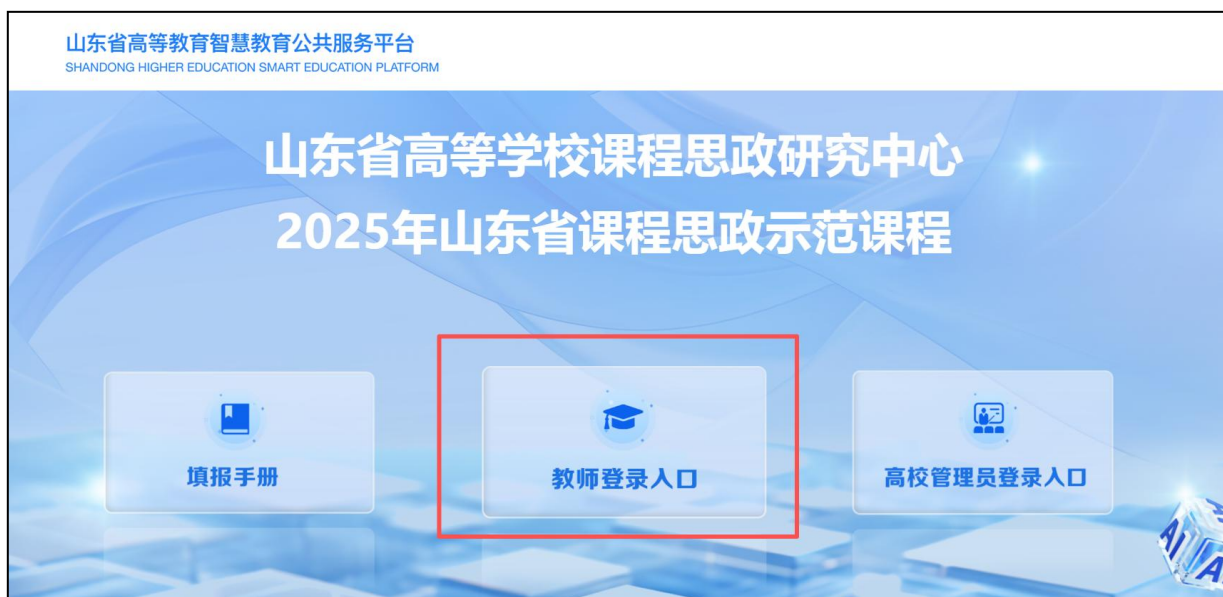 山东省高等教育智慧教育公共服务平台
SHANDONG HIGHER EDUCATION SMART EDUCATION PLATFORM
山东省高等学校课程思政研究中心
2025年山东省课程思政示范课程
填报手册
教师登录入口
高校管理员登录入口
AI
A